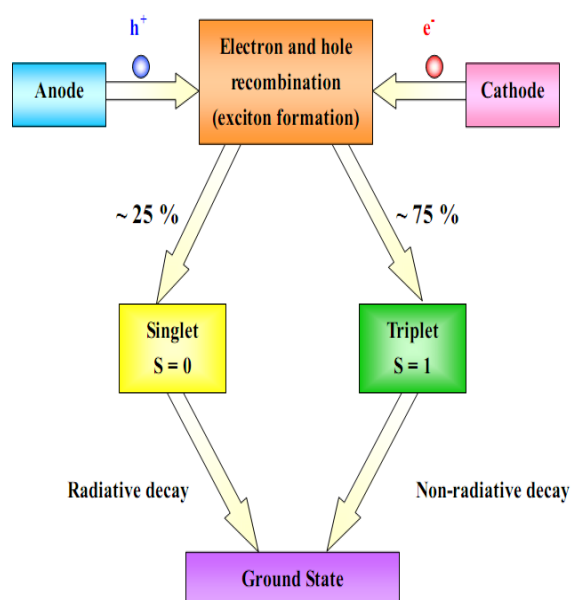 h+
e-
Anode
Electron and hole
recombination
(exciton formation)
Cathode
~ 25 %
~ 75 %
Singlet
S = 0
Triplet
S = 1
Radiative decay
Non-radiative decay
Ground State